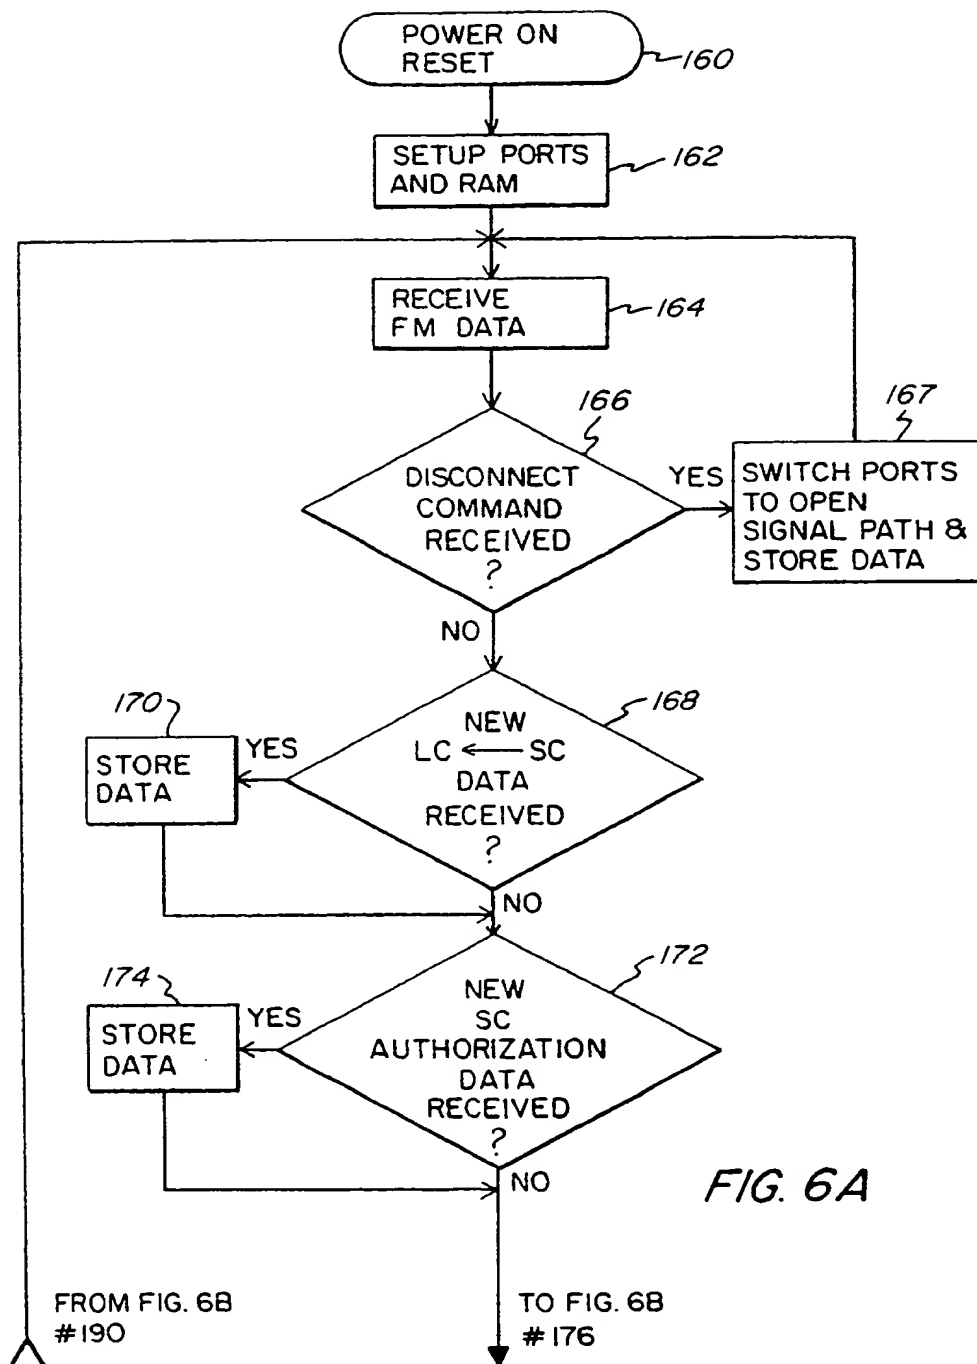 POWER ON
RESET
160
SETUP PORTS
AND RAM
162
RECEIVE
FM DATA
164
166
167
DISCONNECT
COMMAND
RECEIVED
?
YES
SWITCH PORTS
TO OPEN
SIGNAL PATH &
STORE DATA
NO
170
168
YES
STORE
DATA
NEW
LC ← SC
DATA
RECEIVED
?
NO
174
172
YES
STORE
DATA
NEW
SC
AUTHORIZATION
DATA
RECEIVED
?
NO
FIG. 6A
FROM FIG. 6B
#190
TO FIG. 6B
#176